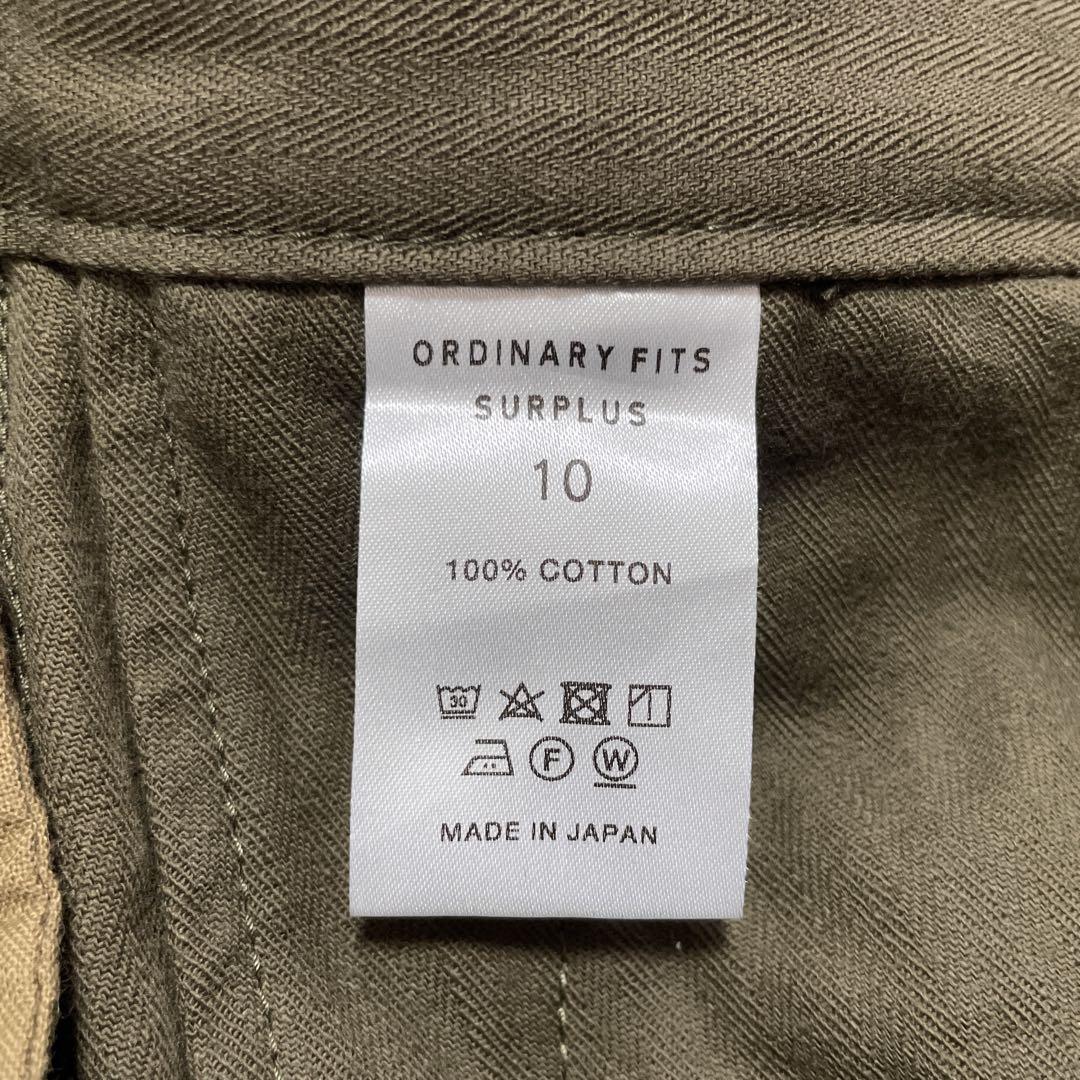 ORDINARY FITS
SURPLUS
10
100% COTTON
30
F W
MADE IN JAPAN